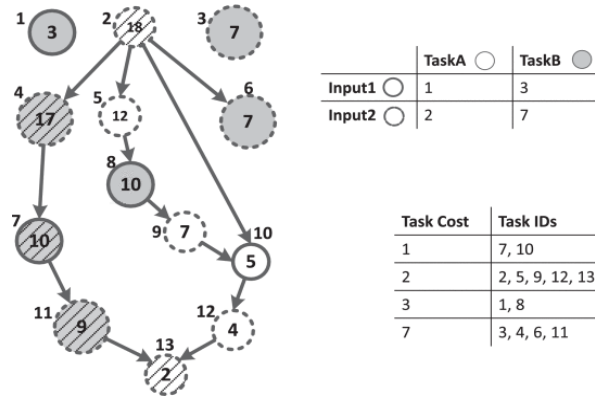 1 3
2 18
3 7
4 17
5 12
6 7
8 10
7 10
9 7
10 5
11 9
12 4
13 2
TaskA TaskB
Input1 1 3
Input2 2 7
Task Cost Task IDs
1 7, 10
2 2, 5, 9, 12, 13
3 1, 8
7 3, 4, 6, 11